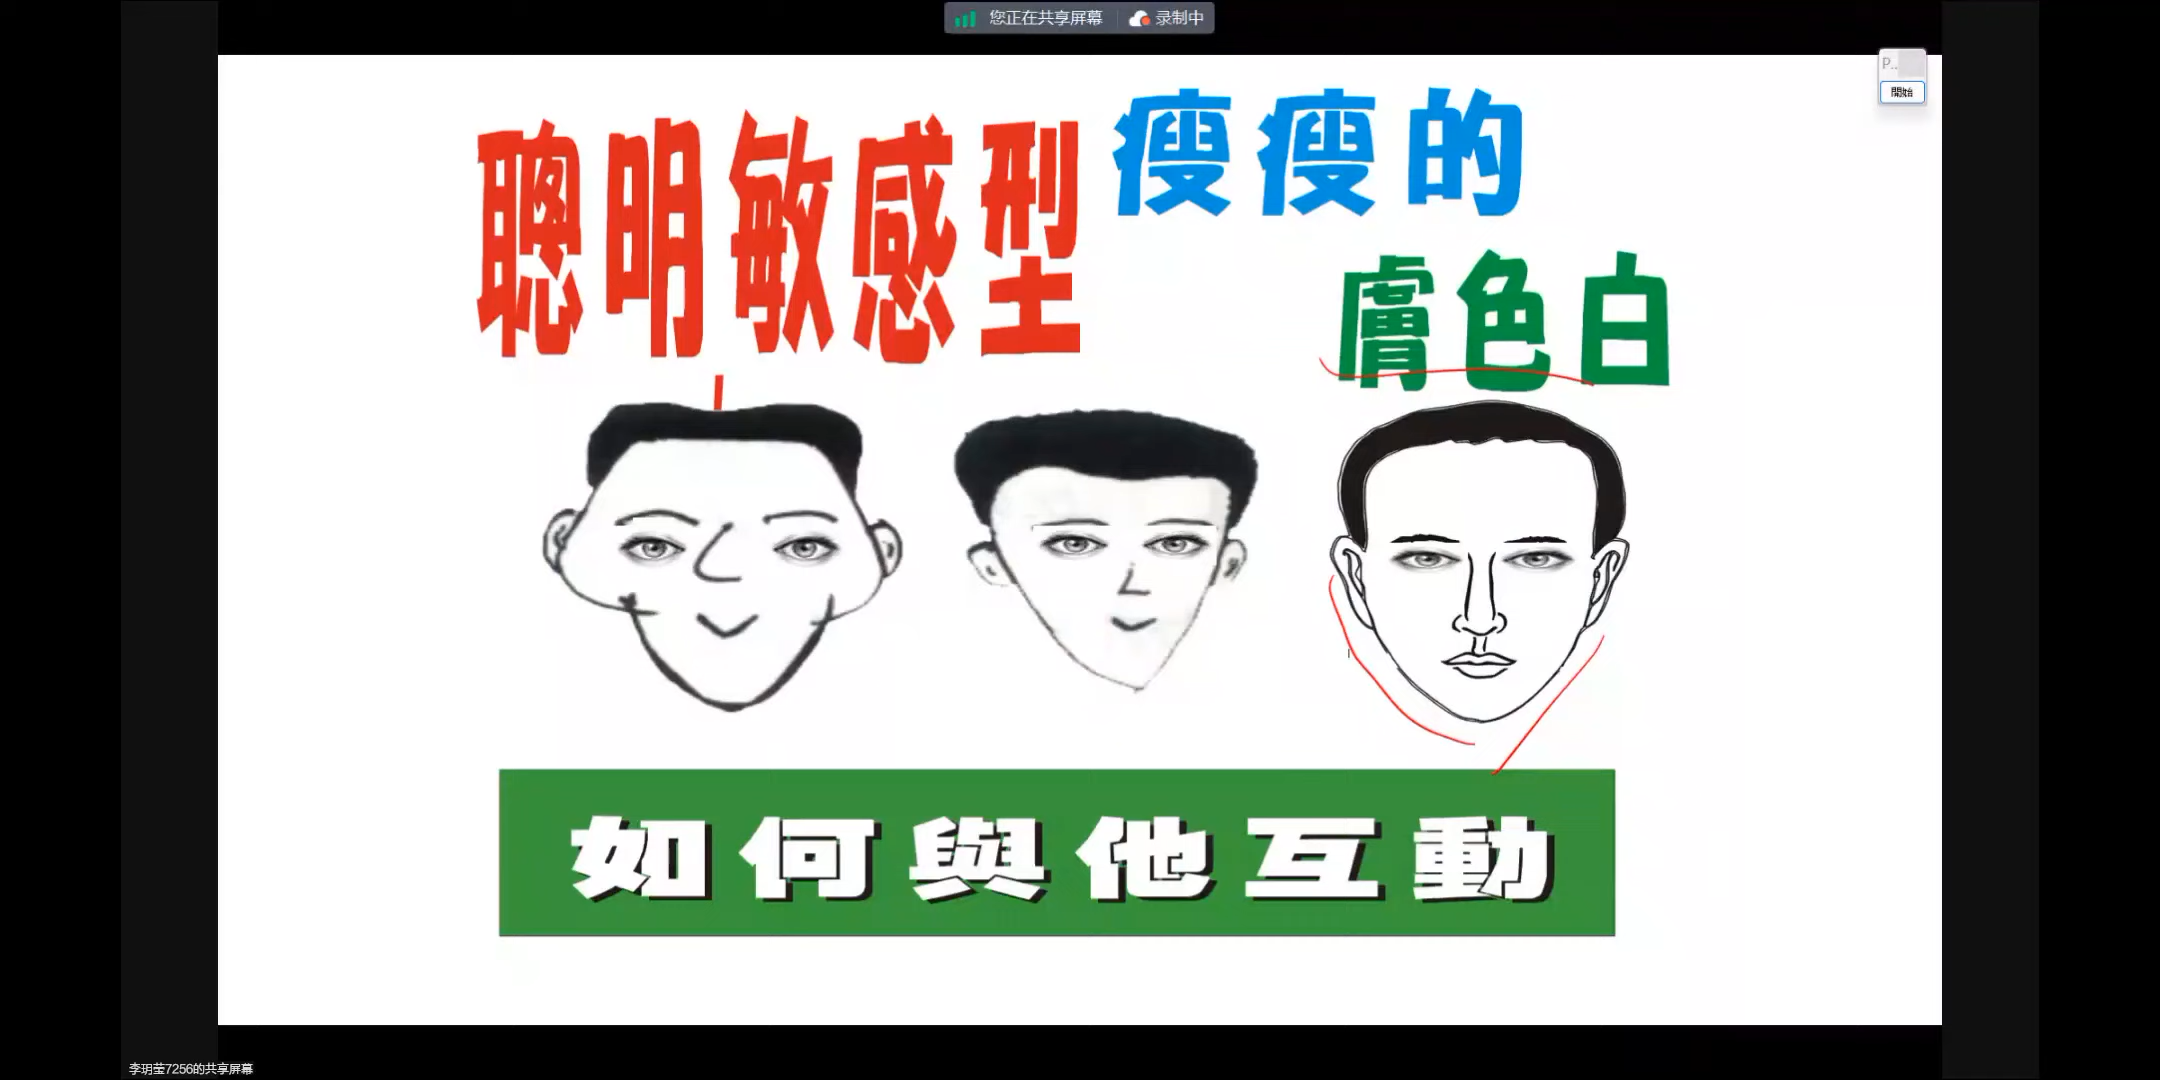 您正在共享屏幕 录制中
P...
開始
聰明敏感型
瘦瘦的
膚色白
如何與他互動
李玥莹7256的共享屏幕